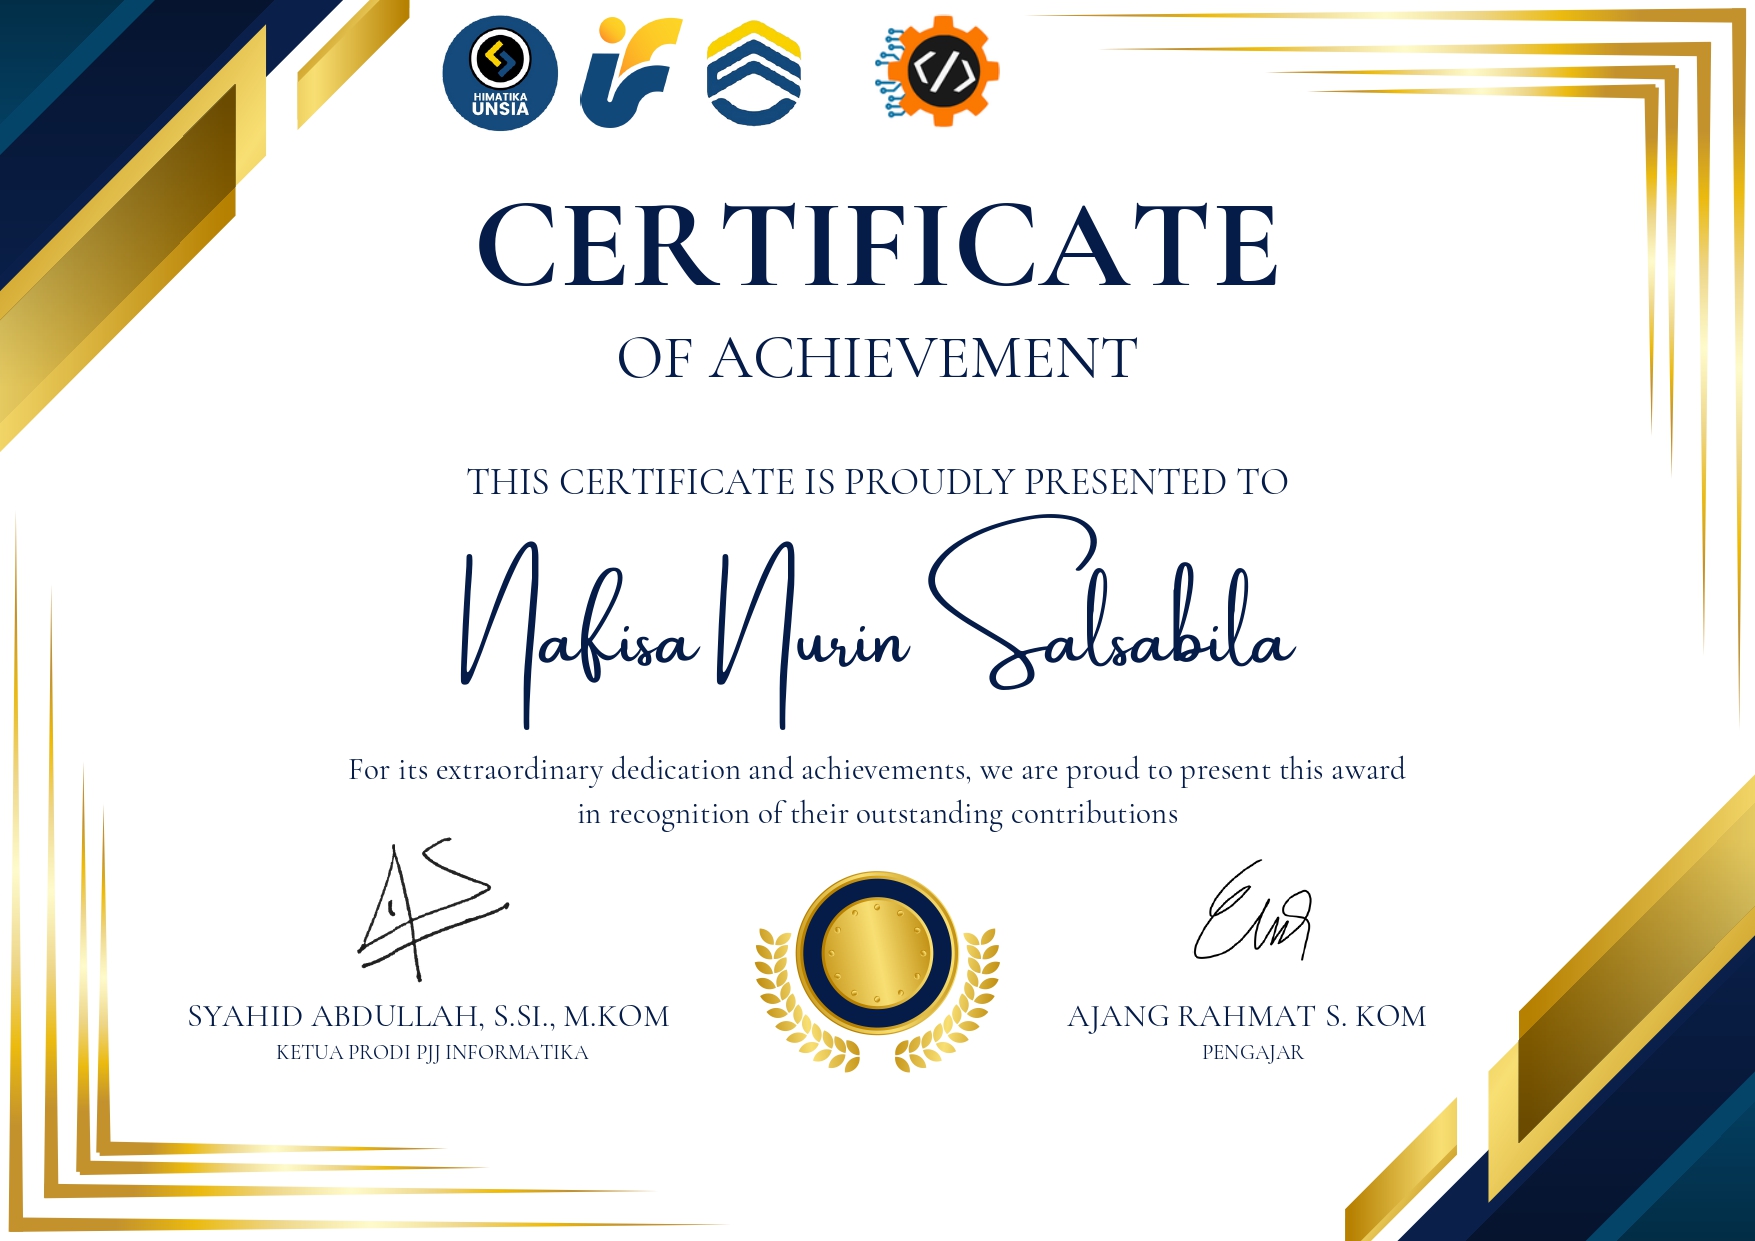 HIMATIKA
UNSIA
</>
CERTIFICATE
OF ACHIEVEMENT
THIS CERTIFICATE IS PROUDLY PRESENTED TO
Nafisa Nurin Salsabila
For its extraordinary dedication and achievements, we are proud to present this award
in recognition of their outstanding contributions
SYAHID ABDULLAH, S.SI., M.KOM
KETUA PRODI PJJ INFORMATIKA
AJANG RAHMAT S. KOM
PENGAJAR